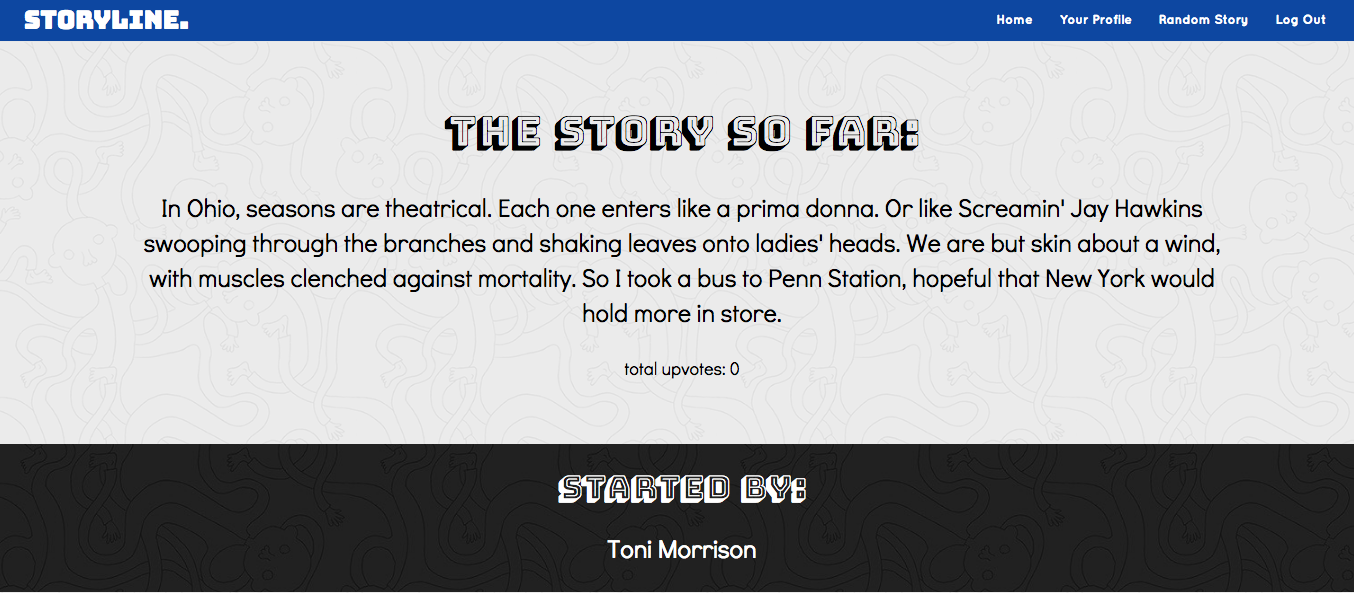 STORYLINE.
Home Your Profile Random Story Log Out
THE STORY SO FAR:
In Ohio, seasons are theatrical. Each one enters like a prima donna. Or like Screamin' Jay Hawkins
swooping through the branches and shaking leaves onto ladies' heads. We are but skin about a wind,
with muscles clenched against mortality. So I took a bus to Penn Station, hopeful that New York would
hold more in store.
total upvotes: 0
STARTED BY:
Toni Morrison